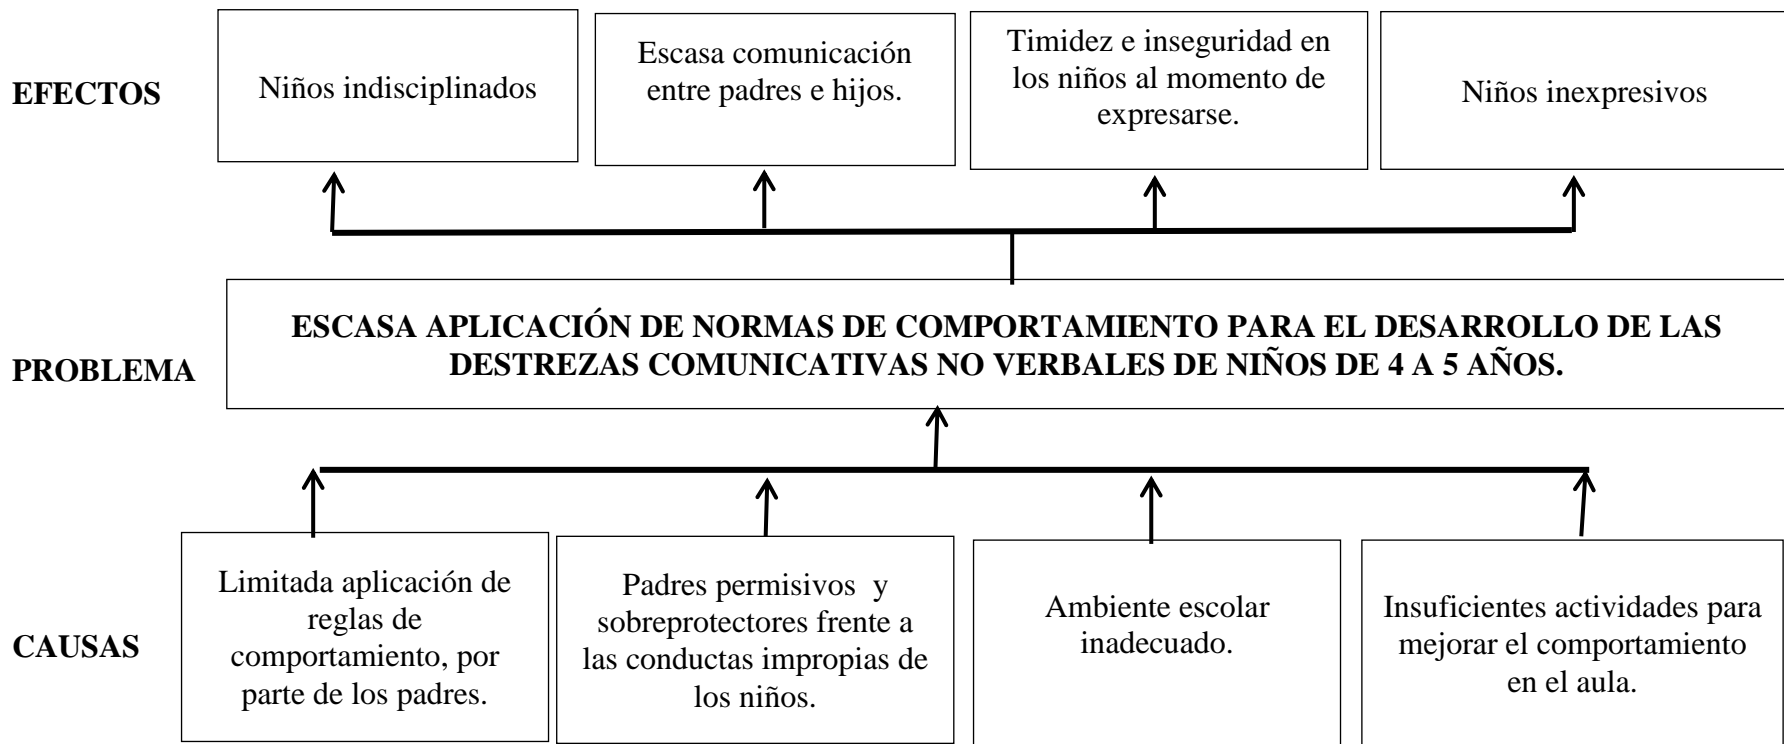 EFECTOS
Niños indisciplinados
Escasa comunicación
entre padres e hijos.
Timidez e inseguridad en
los niños al momento de
expresarse.
Niños inexpresivos
PROBLEMA
ESCASA APLICACIÓN DE NORMAS DE COMPORTAMIENTO PARA EL DESARROLLO DE LAS
DESTREZAS COMUNICATIVAS NO VERBALES DE NIÑOS DE 4 A 5 AÑOS.
CAUSAS
Limitada aplicación de
reglas de
comportamiento, por
parte de los padres.
Padres permisivos y
sobreprotectores frente a
las conductas impropias de
los niños.
Ambiente escolar
inadecuado.
Insuficientes actividades para
mejorar el comportamiento
en el aula.